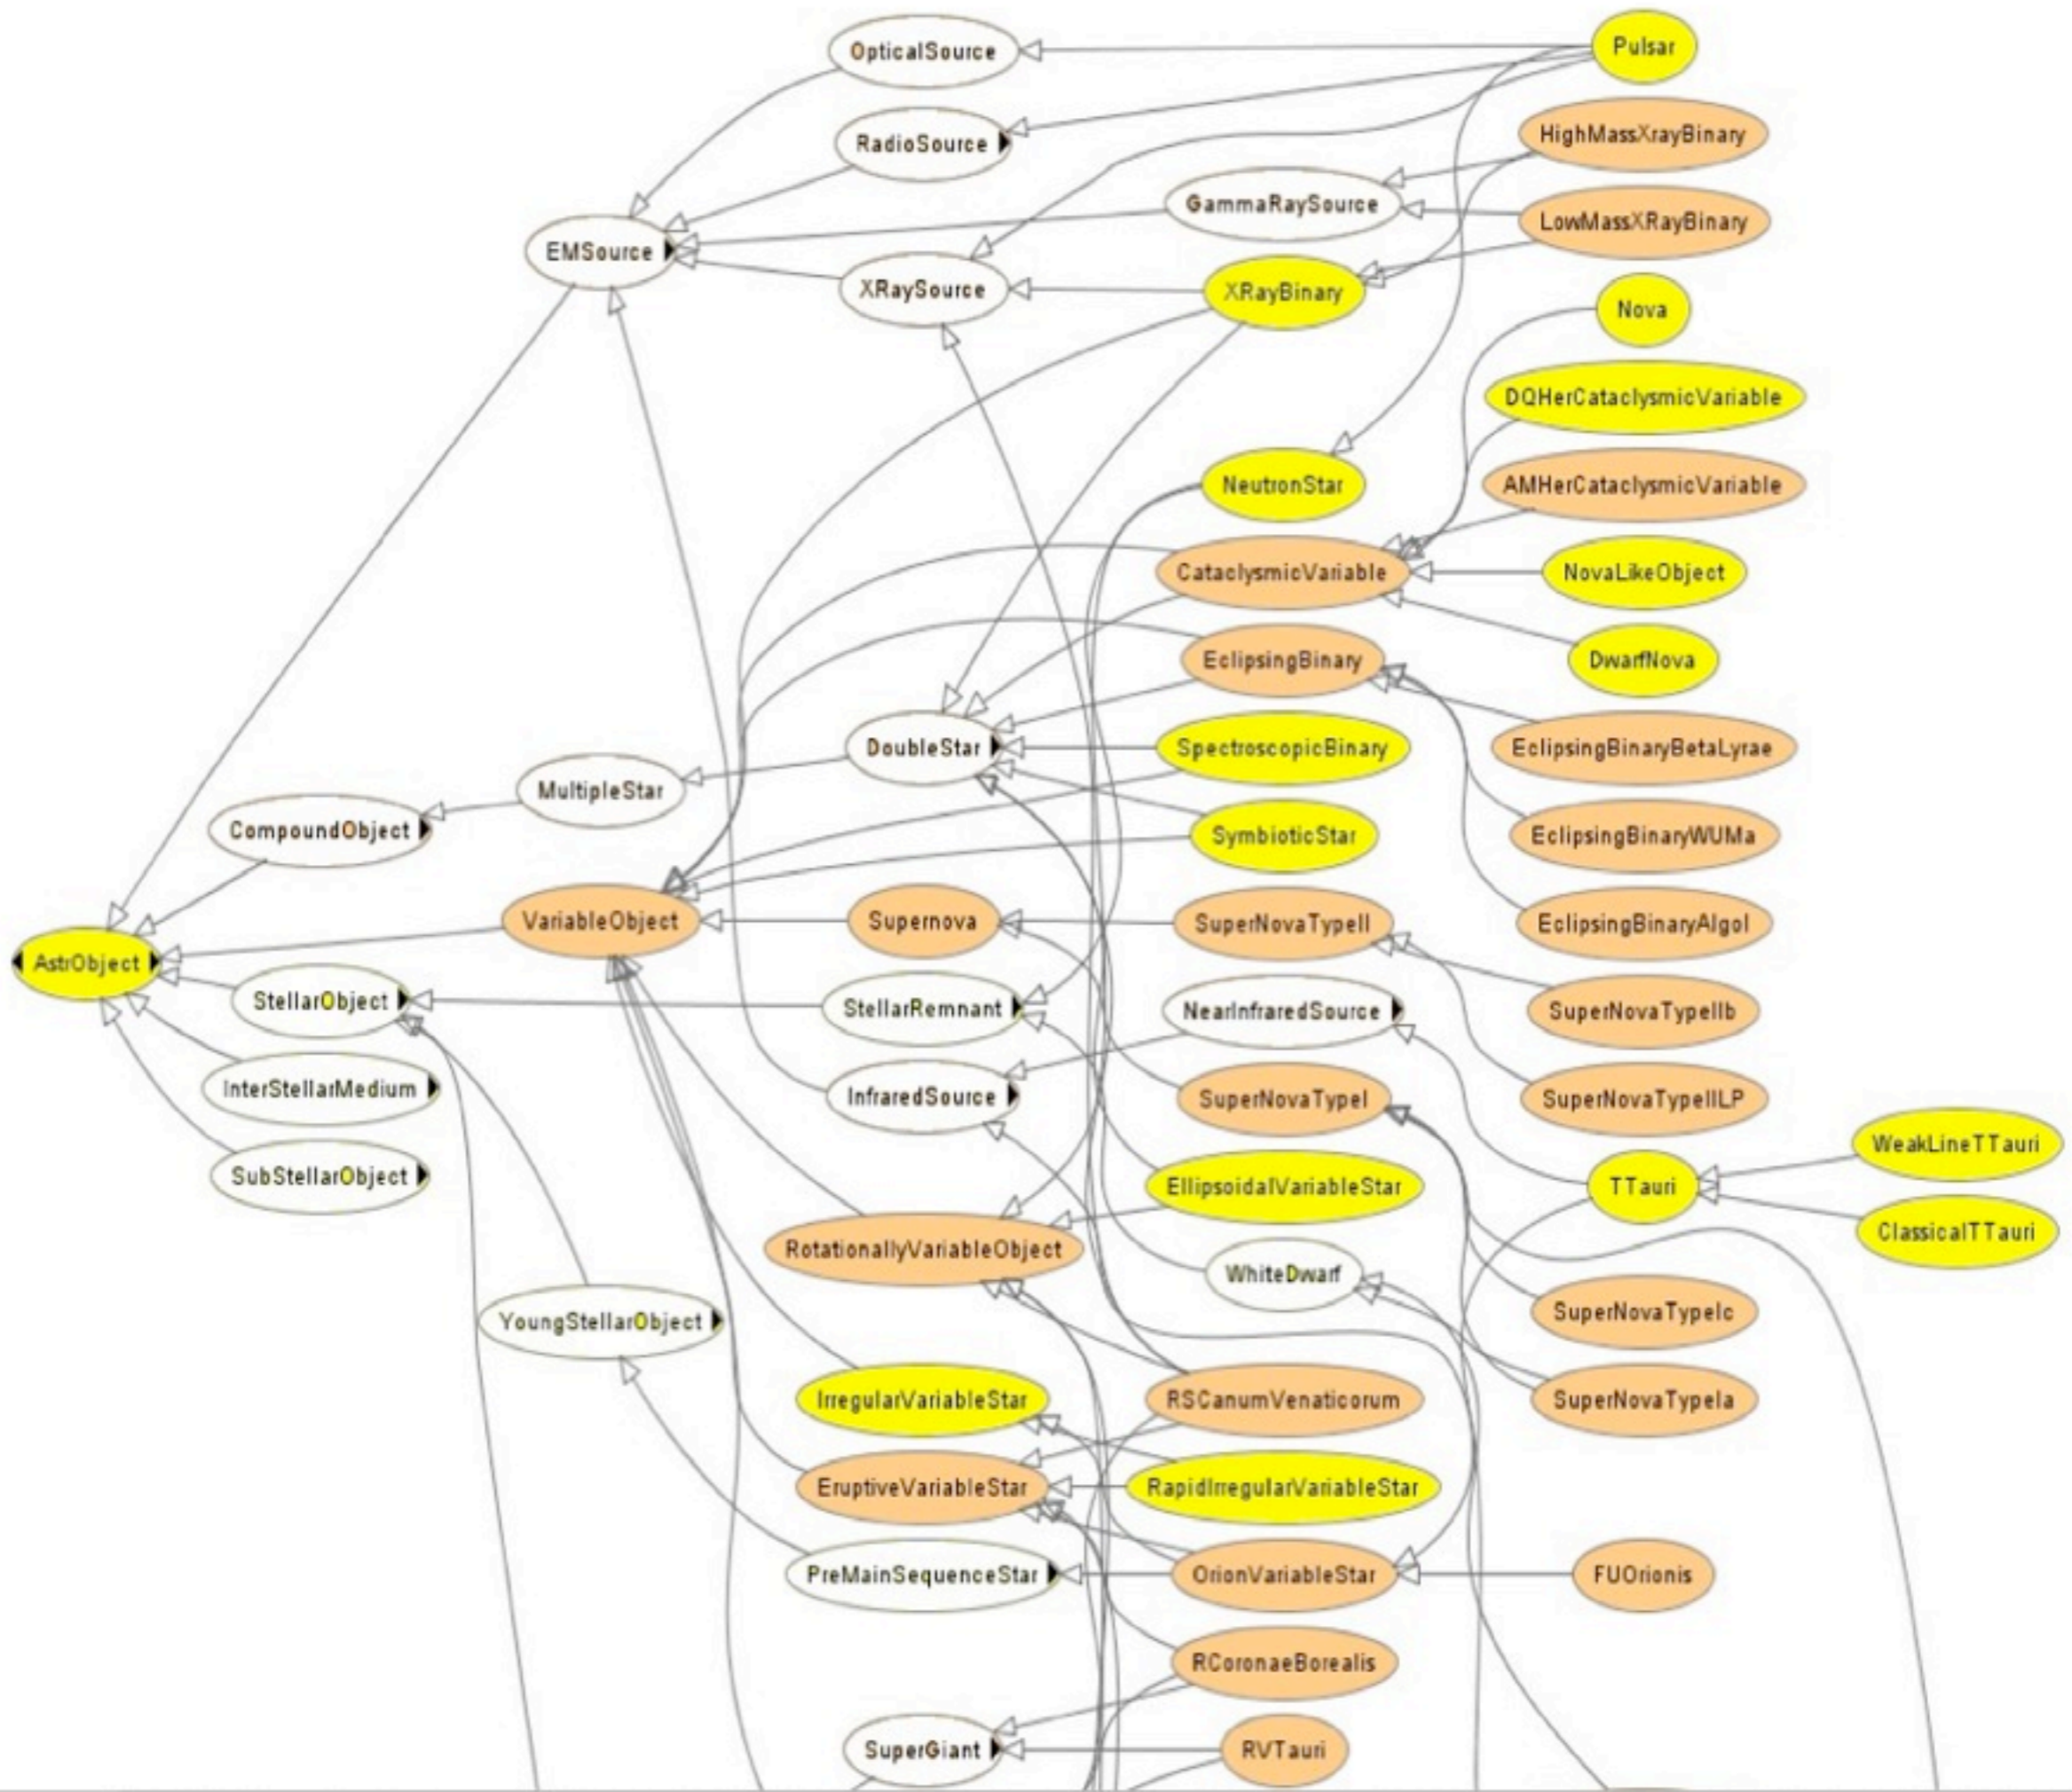 OpticalSource
Pulsar
RadioSource
HighMassXrayBinary
GammaRaySource
LowMassXRayBinary
EMSource
XRaySource
XRayBinary
Nova
DQHerCataclysmicVariable
NeutronStar
AMHerCataclysmicVariable
CataclysmicVariable
NovaLikeObject
EclipsingBinary
DwarfNova
DoubleStar
SpectroscopicBinary
EclipsingBinaryBetaLyrae
MultipleStar
CompoundObject
SymbioticStar
EclipsingBinaryWUMa
VariableObject
Supernova
SuperNovaTypeII
EclipsingBinaryAlgol
AstrObject
StellarObject
StellarRemnant
NearInfraredSource
SuperNovaTypeIIb
InterStellarMedium
InfraredSource
SuperNovaTypeI
SuperNovaTypeIILP
WeakLineTTauri
SubStellarObject
EllipsoidalVariableStar
TTauri
ClassicalTTauri
RotationallyVariableObject
WhiteDwarf
SuperNovaTypeIc
YoungStellarObject
IrregularVariableStar
RSCanumVenaticorum
SuperNovaTypeIa
EruptiveVariableStar
RapidIrregularVariableStar
PreMainSequenceStar
OrionVariableStar
FUOrionis
RCoronaeBorealis
SuperGiant
RVTauri